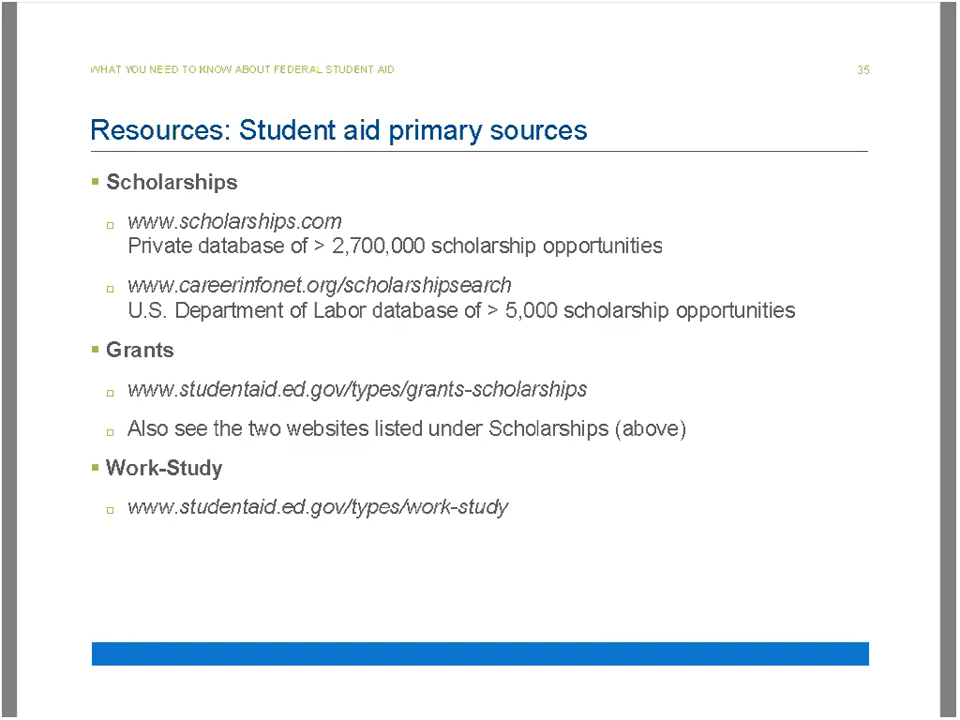 WHAT YOU NEED TO KNOW ABOUT FEDERAL STUDENT AID
35
Resources: Student aid primary sources
Scholarships
www.scholarships.com
Private database of > 2,700,000 scholarship opportunities
www.careerinfonet.org/scholarshipsearch
U.S. Department of Labor database of > 5,000 scholarship opportunities
Grants
www.studentaid.ed.gov/types/grants-scholarships
Also see the two websites listed under Scholarships (above)
Work-Study
www.studentaid.ed.gov/types/work-study